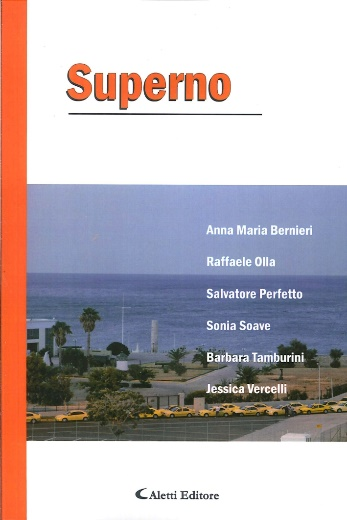 Superno
Anna Maria Bernieri
Raffaele Olla
Salvatore Perfetto
Sonia Soave
Barbara Tamburini
Jessica Vercelli
Aletti Editore